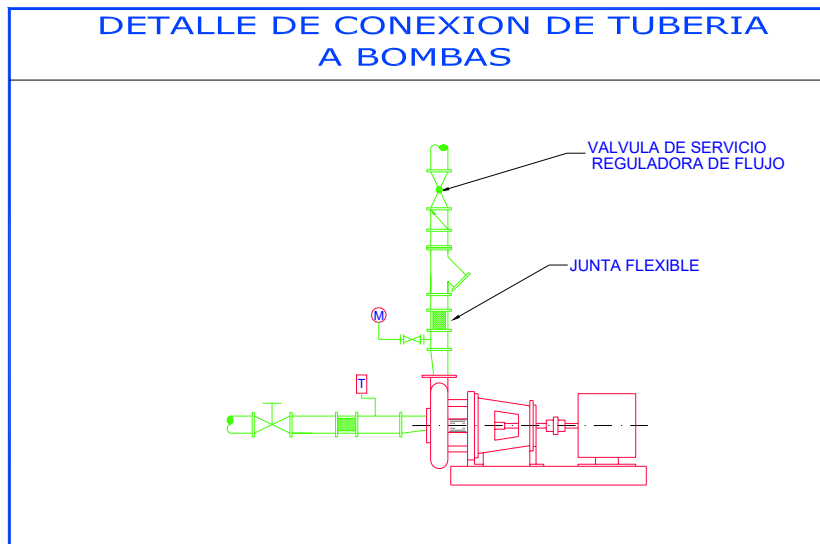 DETALLE DE CONEXION DE TUBERIA
A BOMBAS
VALVULA DE SERVICIO
REGULADORA DE FLUJO
JUNTA FLEXIBLE
M
T